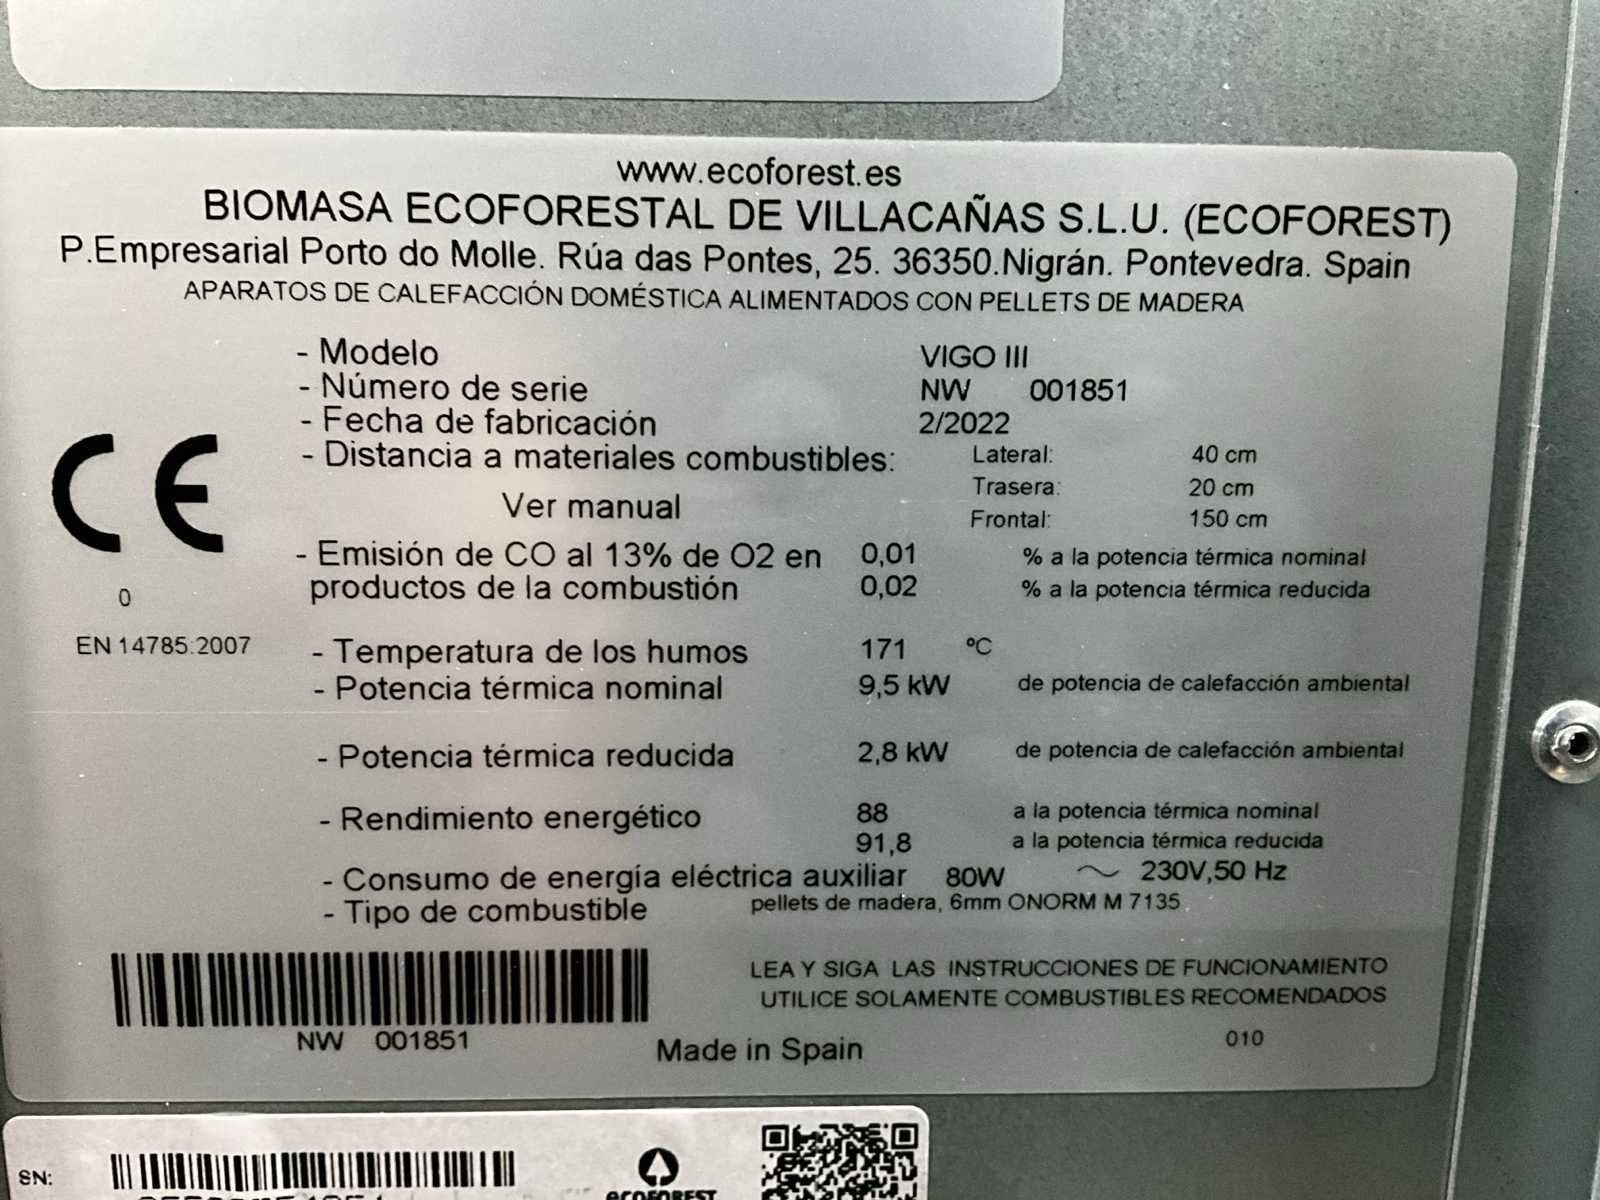 www.ecoforest.es
BIOMASA ECOFORESTAL DE VILLACAÑAS S.L.U. (ECOFOREST)
P.Empresarial Porto do Molle. Rúa das Pontes, 25. 36350.Nigrán. Pontevedra. Spain
APARATOS DE CALEFACCIÓN DOMÉSTICA ALIMENTADOS CON PELLETS DE MADERA
- Modelo VIGO III
- Número de serie NW 001851
- Fecha de fabricación 2/2022
- Distancia a materiales combustibles: Lateral: 40 cm
Trasera: 20 cm
Ver manual Frontal: 150 cm
CE
- Emisión de CO al 13% de O2 en 0,01 % a la potencia térmica nominal
productos de la combustión 0,02 % a la potencia térmica reducida
0
EN 14785:2007
- Temperatura de los humos 171 ºC
- Potencia térmica nominal 9,5 kW de potencia de calefacción ambiental
- Potencia térmica reducida 2,8 kW de potencia de calefacción ambiental
- Rendimiento energético 88 a la potencia térmica nominal
91,8 a la potencia térmica reducida
- Consumo de energía eléctrica auxiliar 80W ~ 230V,50 Hz
- Tipo de combustible pellets de madera, 6mm ONORM M 7135
LEA Y SIGA LAS INSTRUCCIONES DE FUNCIONAMIENTO
UTILICE SOLAMENTE COMBUSTIBLES RECOMENDADOS
NW 001851
Made in Spain
010
SN:
ecoFOREST